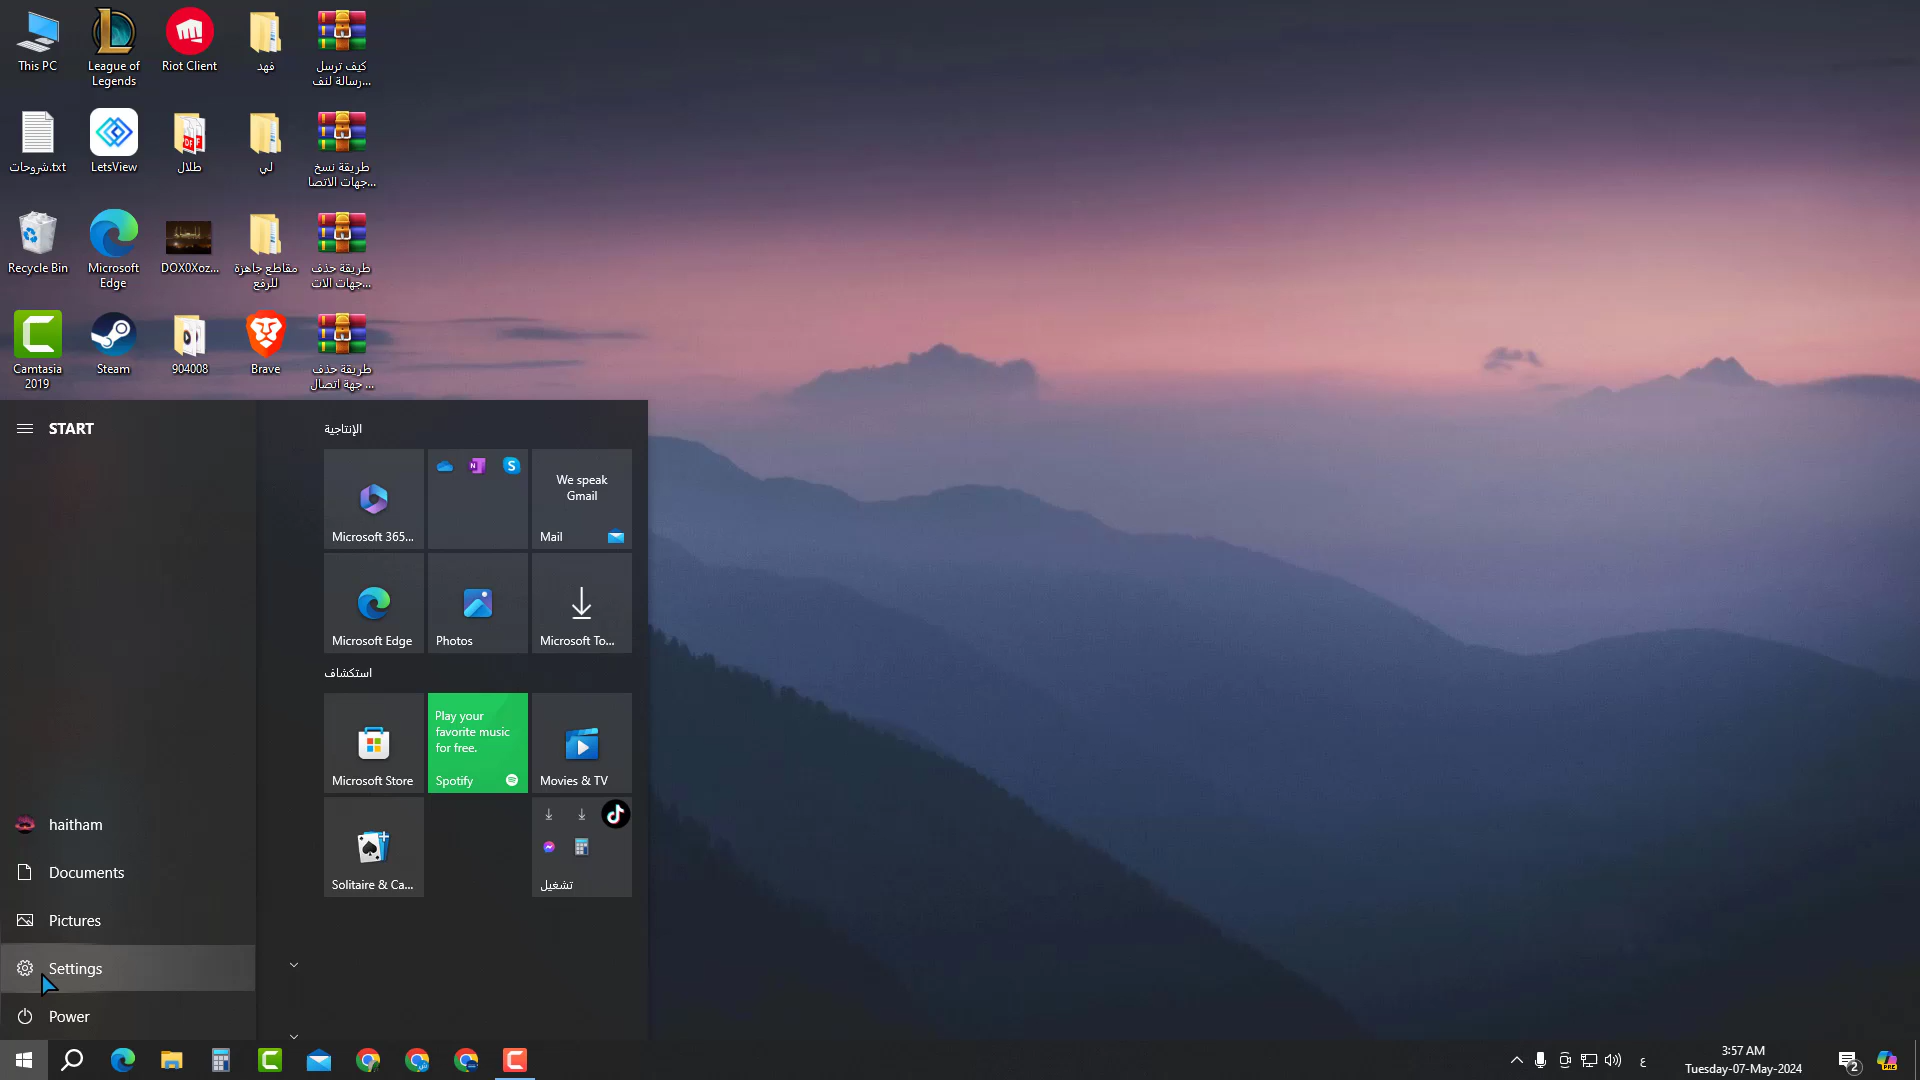 This PC
League of
Legends
Riot Client
فهد
كيف ترسل
رسالة لنف...
شروحات.txt
LetsView
طلال
لي
طريقة نسخ
جهات الاتصا...
Recycle Bin
Microsoft
Edge
DOX0Xoz...
مقاطع جاهزة
للرفع
طريقة حذف
جهات الات...
Camtasia
2019
Steam
904008
Brave
طريقة حذف
جهة اتصال ...
START
haitham
Documents
Pictures
Settings
Power
الإنتاجية
Microsoft 365...
We speak
Gmail
Mail
Microsoft Edge
Photos
Microsoft To...
استكشاف
Microsoft Store
Play your
favorite music
for free.
Spotify
Movies & TV
Solitaire & Ca...
تشغيل
ع
3:57 AM
Tuesday-07-May-2024
2
PRE